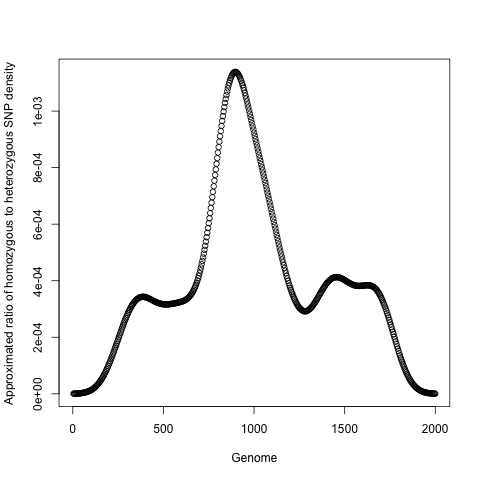 Approximated ratio of homozygous to heterozygous SNP density
1e-03
8e-04
6e-04
4e-04
2e-04
0e+00
0 500 1000 1500 2000
Genome